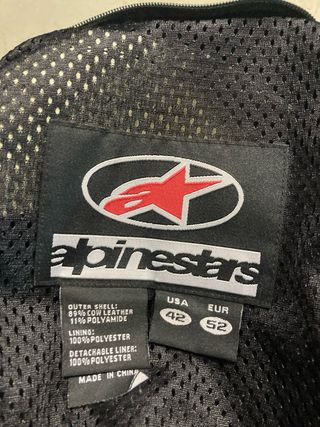 alpinestars
OUTER SHELL:
89% COW LEATHER
11% POLYAMIDE
LINING:
100% POLYESTER
DETACHABLE LINER:
100% POLYESTER
MADE IN CHINA
USA EUR
42 52